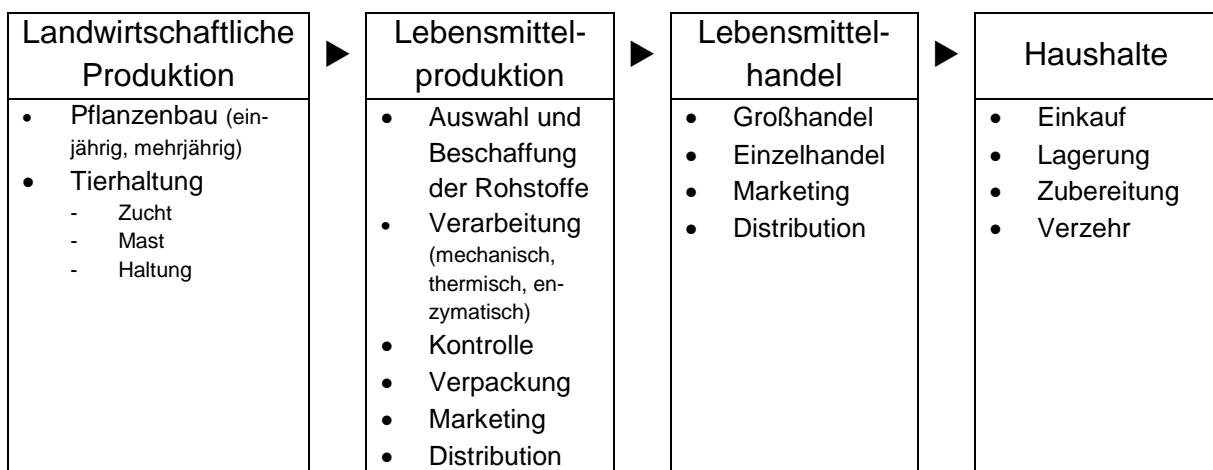 Landwirtschaftliche
Produktion
• Pflanzenbau (ein-
jährig, mehrjährig)
• Tierhaltung
- Zucht
- Mast
- Haltung
Lebensmittel-
produktion
• Auswahl und
Beschaffung
der Rohstoffe
• Verarbeitung
(mechanisch,
thermisch, en-
zymatisch)
• Kontrolle
• Verpackung
• Marketing
• Distribution
Lebensmittel-
handel
• Großhandel
• Einzelhandel
• Marketing
• Distribution
Haushalte
• Einkauf
• Lagerung
• Zubereitung
• Verzehr